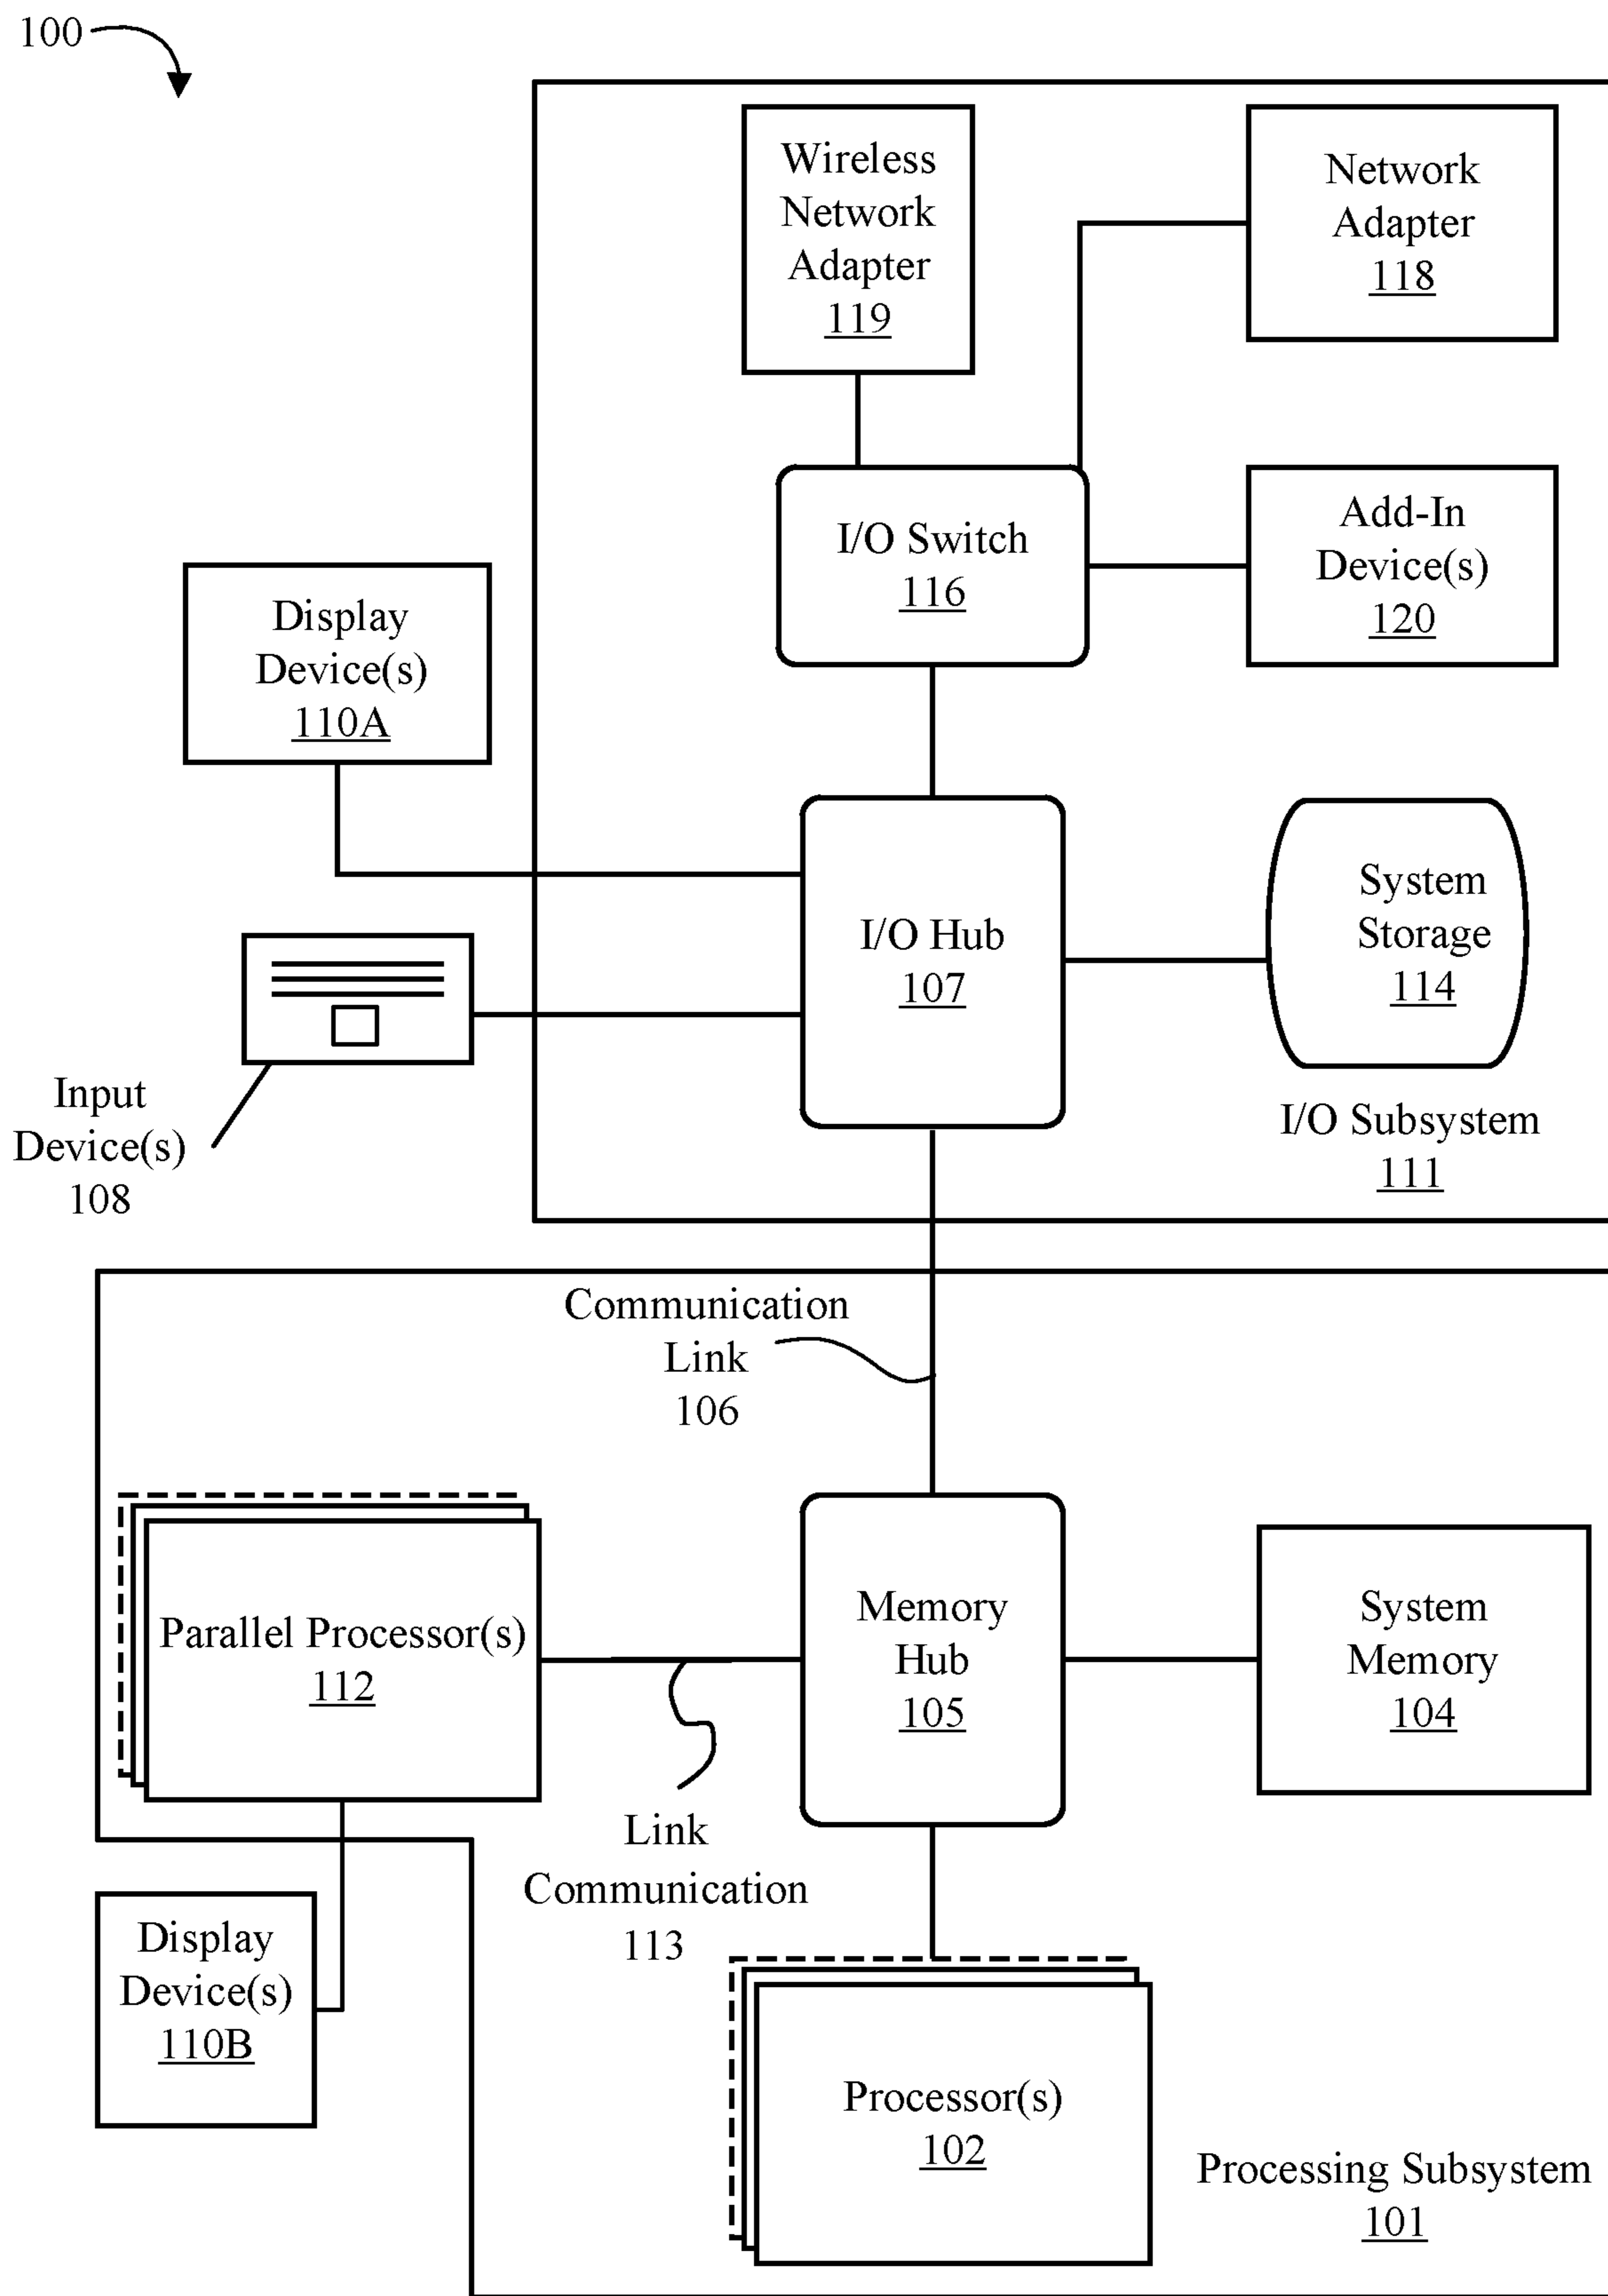 100
Wireless
Network
Adapter
119
Network
Adapter
118
I/O Switch
116
Add-In
Device(s)
120
Display
Device(s)
110A
I/O Hub
107
System
Storage
114
Input
Device(s)
108
I/O Subsystem
111
Communication
Link
106
Parallel Processor(s)
112
Memory
Hub
105
System
Memory
104
Link
Communication
113
Display
Device(s)
110B
Processor(s)
102
Processing Subsystem
101